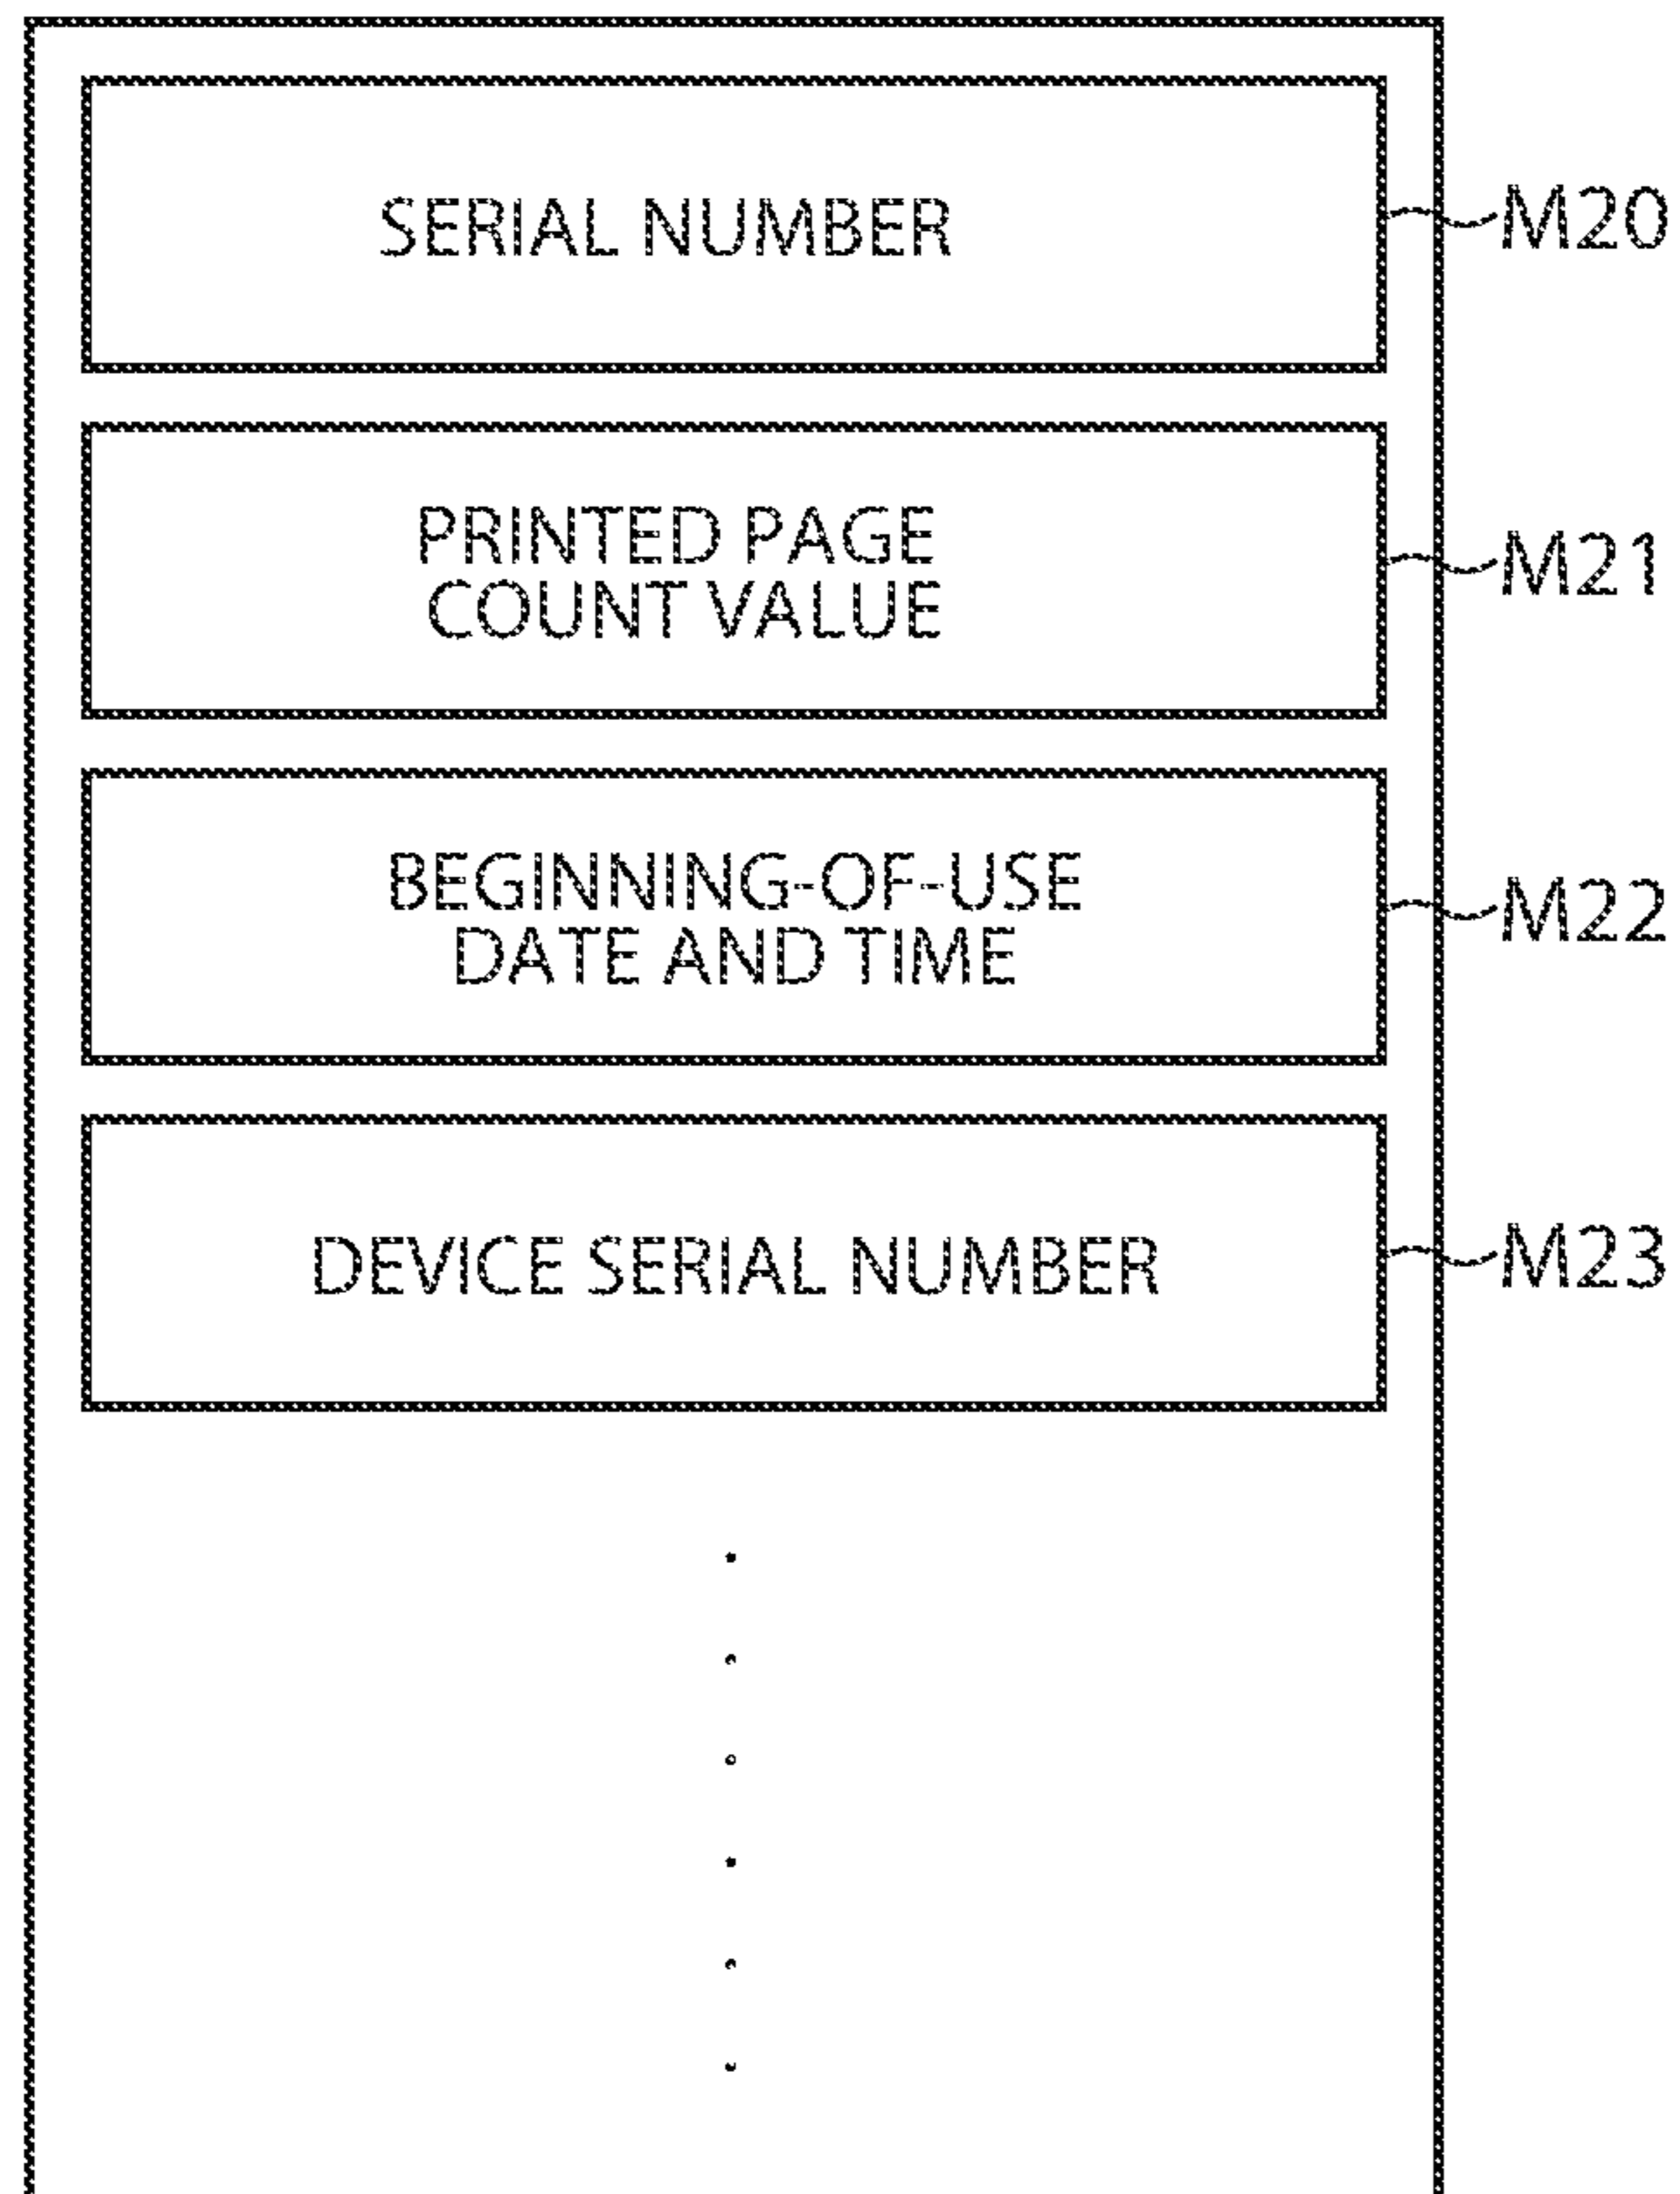 SERIAL NUMBER
M20
PRINTED PAGE
COUNT VALUE
M21
BEGINNING-OF-USE
DATE AND TIME
M22
DEVICE SERIAL NUMBER
M23